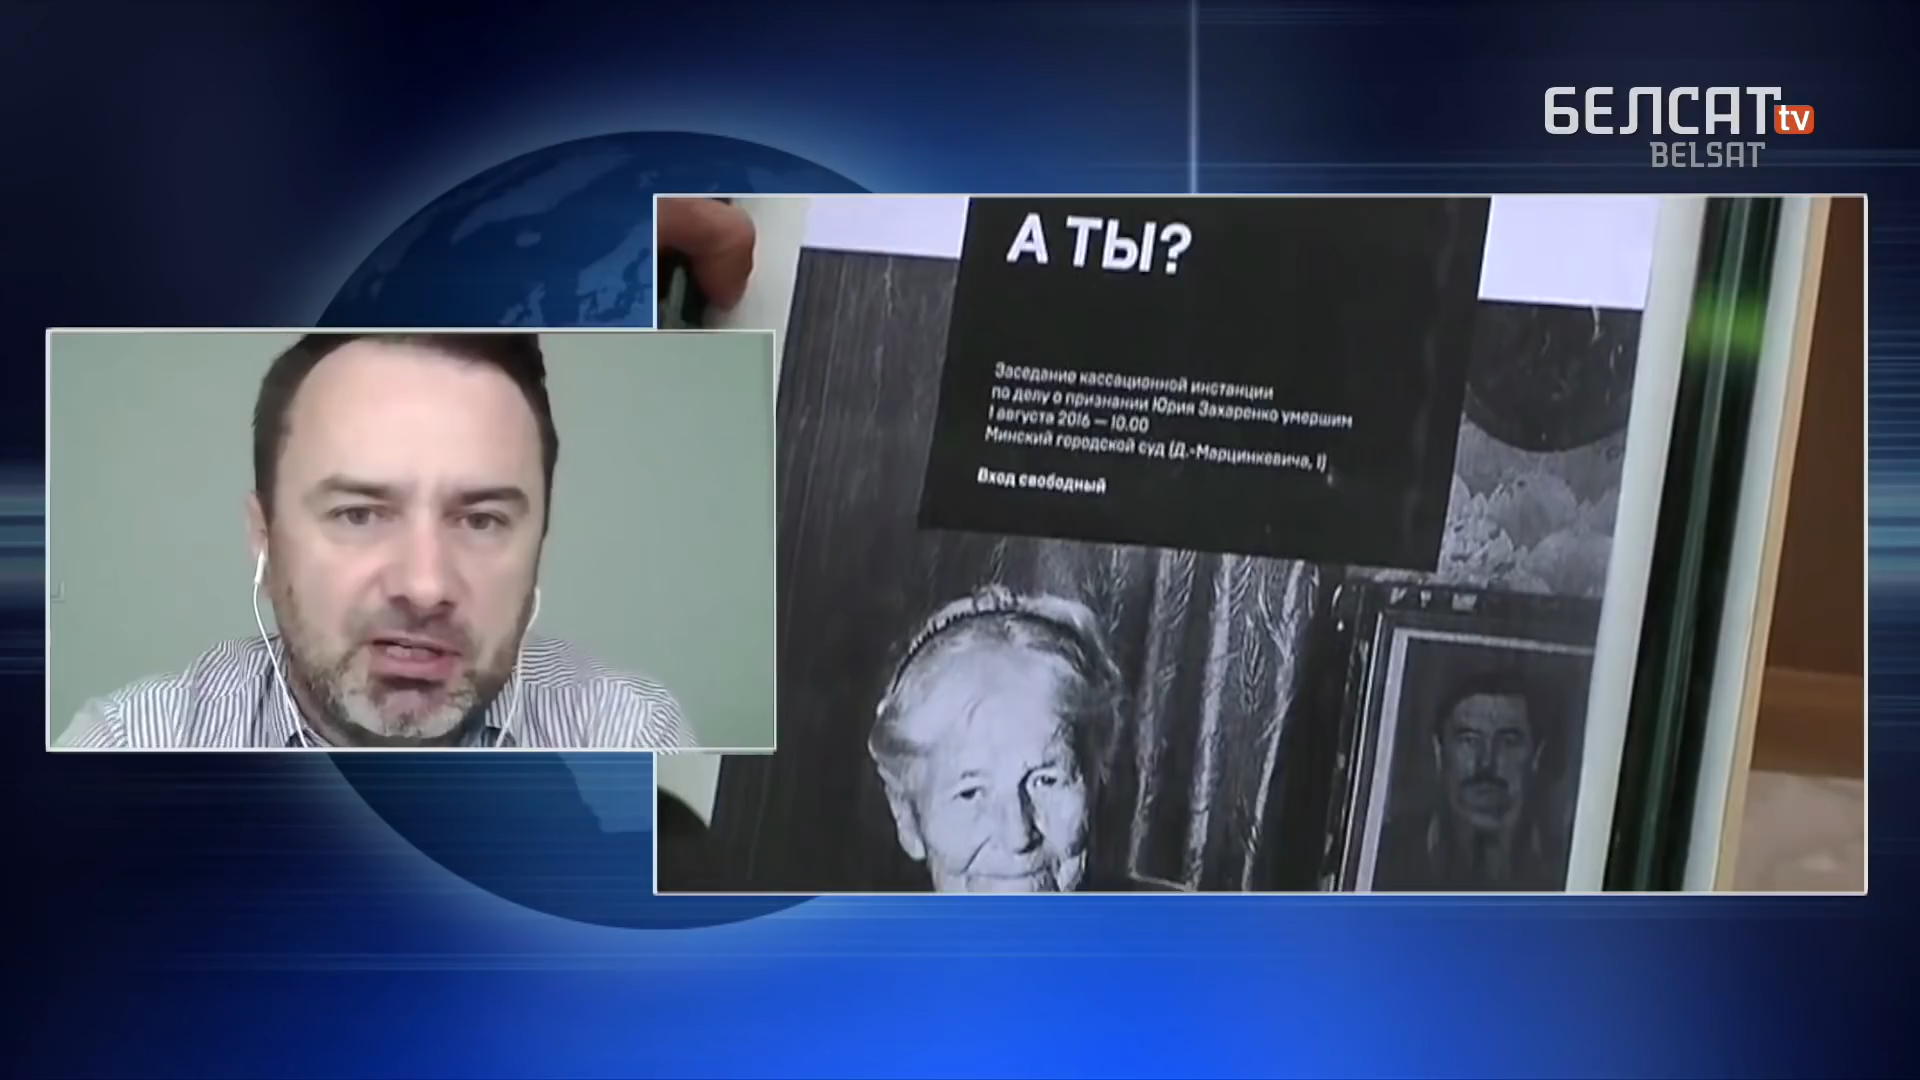 БЕЛСАТ tv
BELSAT
А ТЫ?
Заседание кассационной инстанции
по делу о признании Юрия Захаренко умершим
1 августа 2016 — 10.00
Минский городской суд (Д.-Марцинкевича, 1)
Вход свободный